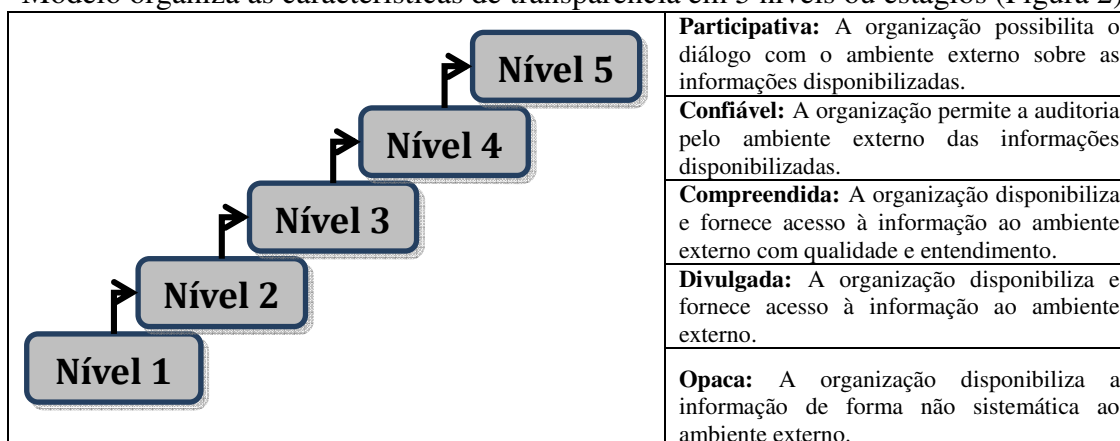 Modelo organiza as características de transparência em 5 níveis ou estágios (Figura 2)
Nível 5
Nível 4
Nível 3
Nível 2
Nível 1
Participativa: A organização possibilita o
diálogo com o ambiente externo sobre as
informações disponibilizadas.
Confiável: A organização permite a auditoria
pelo ambiente externo das informações
disponibilizadas.
Compreendida: A organização disponibiliza
e fornece acesso à informação ao ambiente
externo com qualidade e entendimento.
Divulgada: A organização disponibiliza e
fornece acesso à informação ao ambiente
externo.
Opaca: A organização disponibiliza a
informação de forma não sistemática ao
ambiente externo.